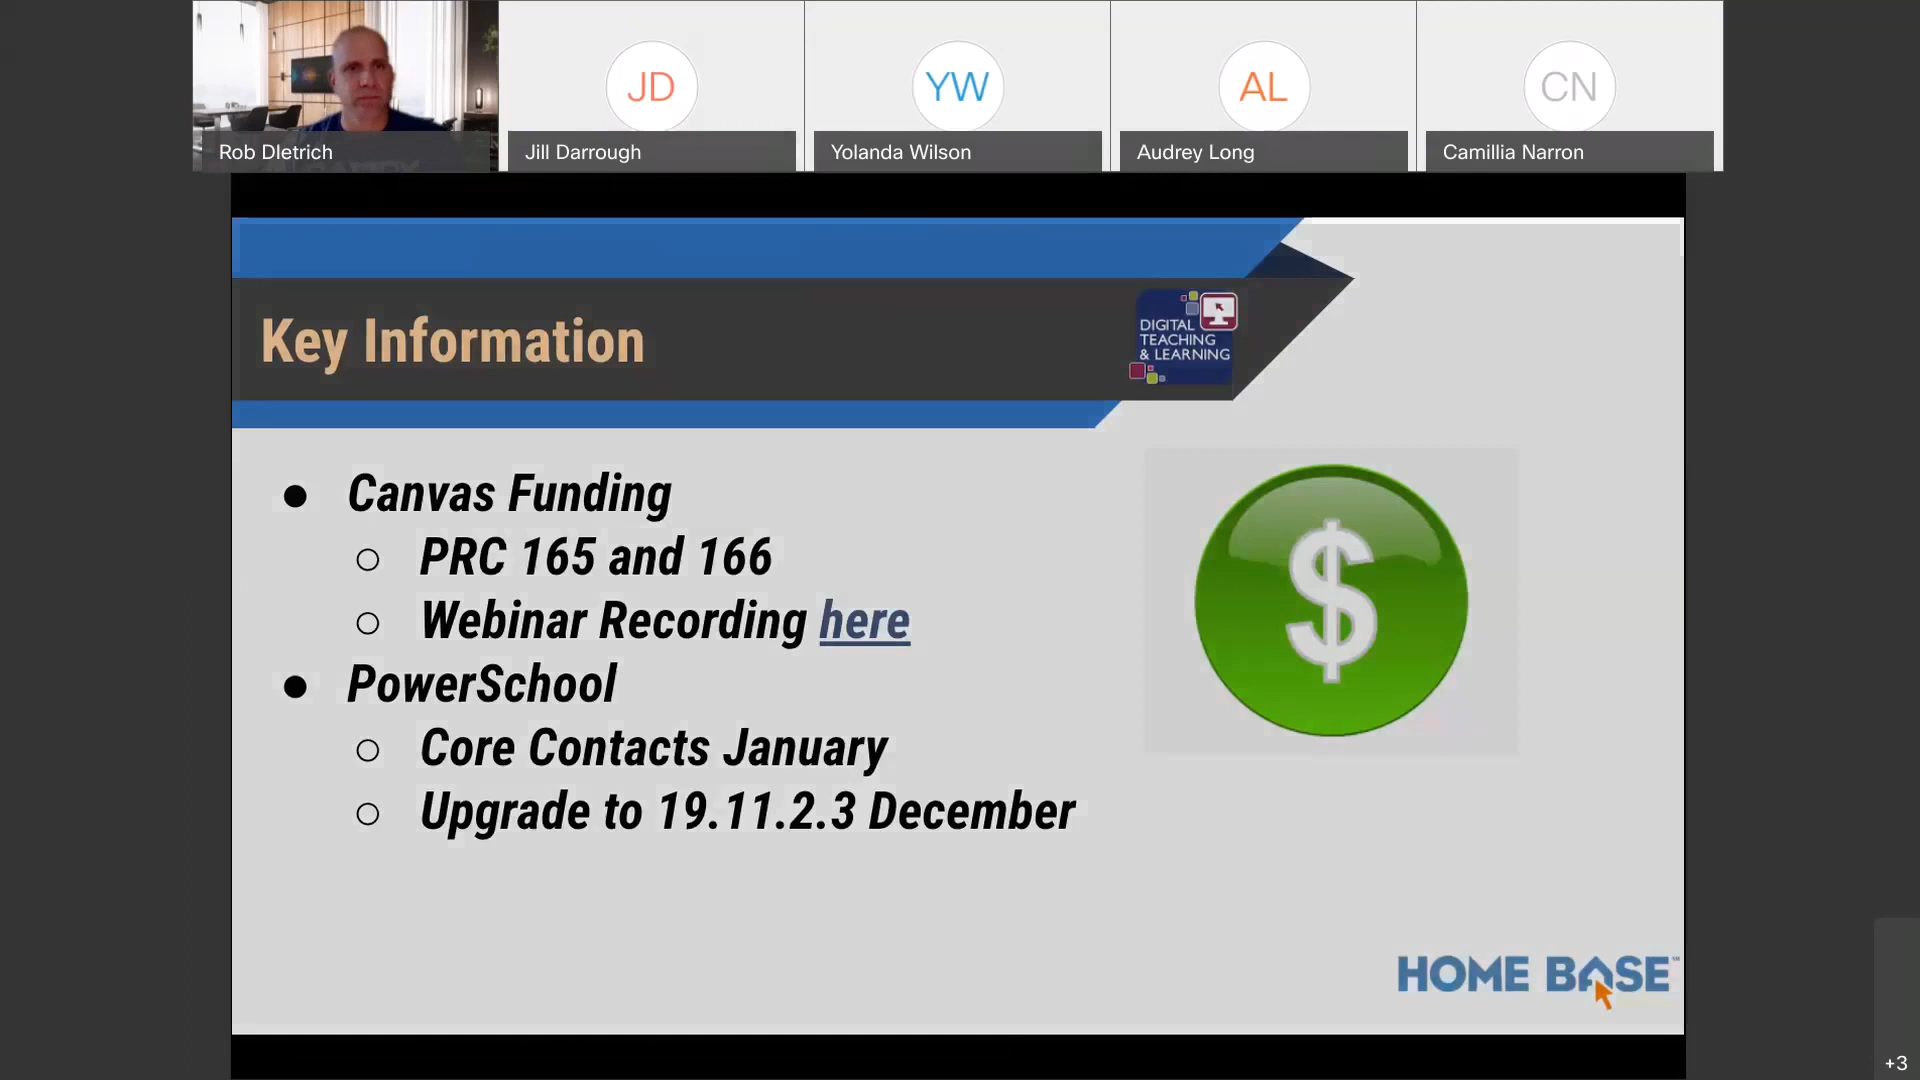 Rob DIetrich
JD
Jill Darrough
YW
Yolanda Wilson
AL
Audrey Long
CN
Camillia Narron
Key Information
DIGITAL
TEACHING
& LEARNING
● Canvas Funding
○ PRC 165 and 166
○ Webinar Recording here
● PowerSchool
○ Core Contacts January
○ Upgrade to 19.11.2.3 December
$
HOME BASE™
+3